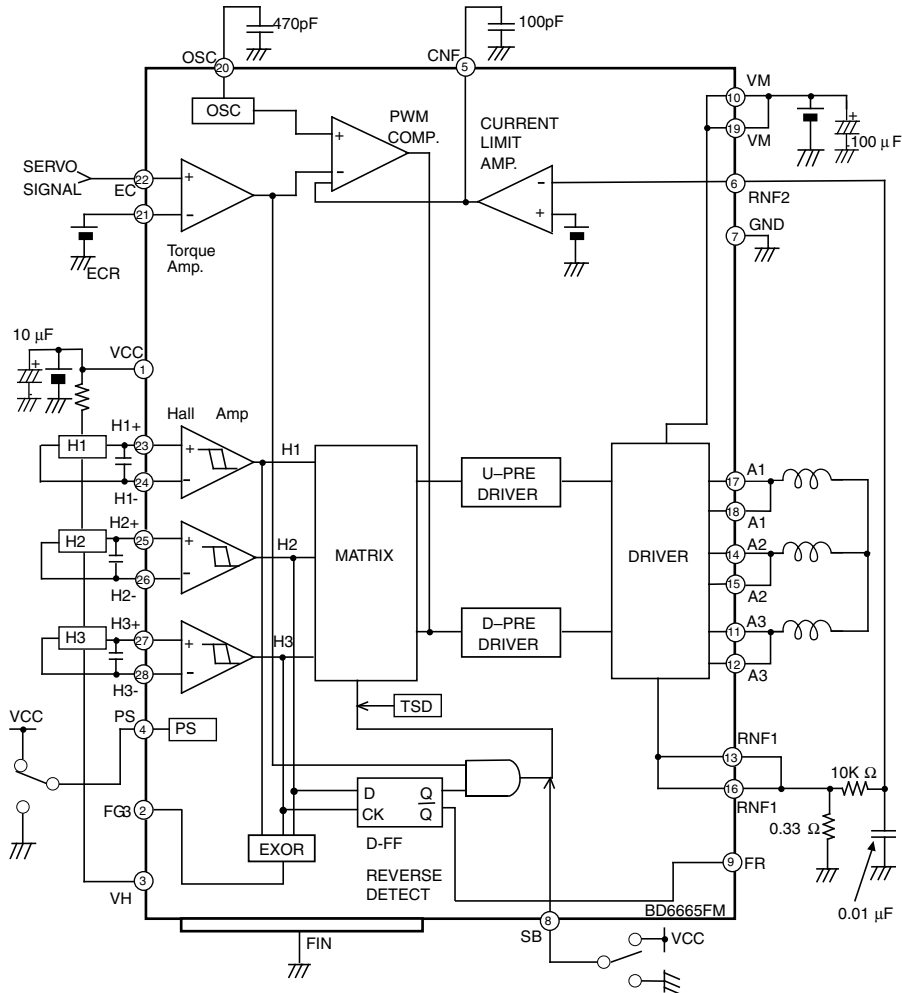 470pF
100pF
OSC
20
CNF
5
VM
10
OSC
+
PWM
COMP.
CURRENT
LIMIT
AMP.
19
VM
+
100 µF
SERVO
SIGNAL
22
EC
+
-
-
6
RNF2
21
-
+
7
GND
ECR
Torque
Amp.
10 µF
VCC
1
+
Hall Amp
H1+
H1
23
+
H1
24
-
H1-
U-PRE
DRIVER
17
A1
18
A1
H2+
H2
25
+
H2
26
-
H2-
MATRIX
DRIVER
14
A2
15
A2
H3+
H3
27
+
H3
28
-
H3-
D-PRE
DRIVER
11
A3
12
A3
VCC
PS
4
PS
TSD
RNF1
13
16
RNF1
10K Ω
0.33 Ω
D
Q
CK
Q
D-FF
FG3
2
EXOR
REVERSE
DETECT
9
FR
0.01 µF
3
VH
BD6665FM
FIN
8
SB
VCC